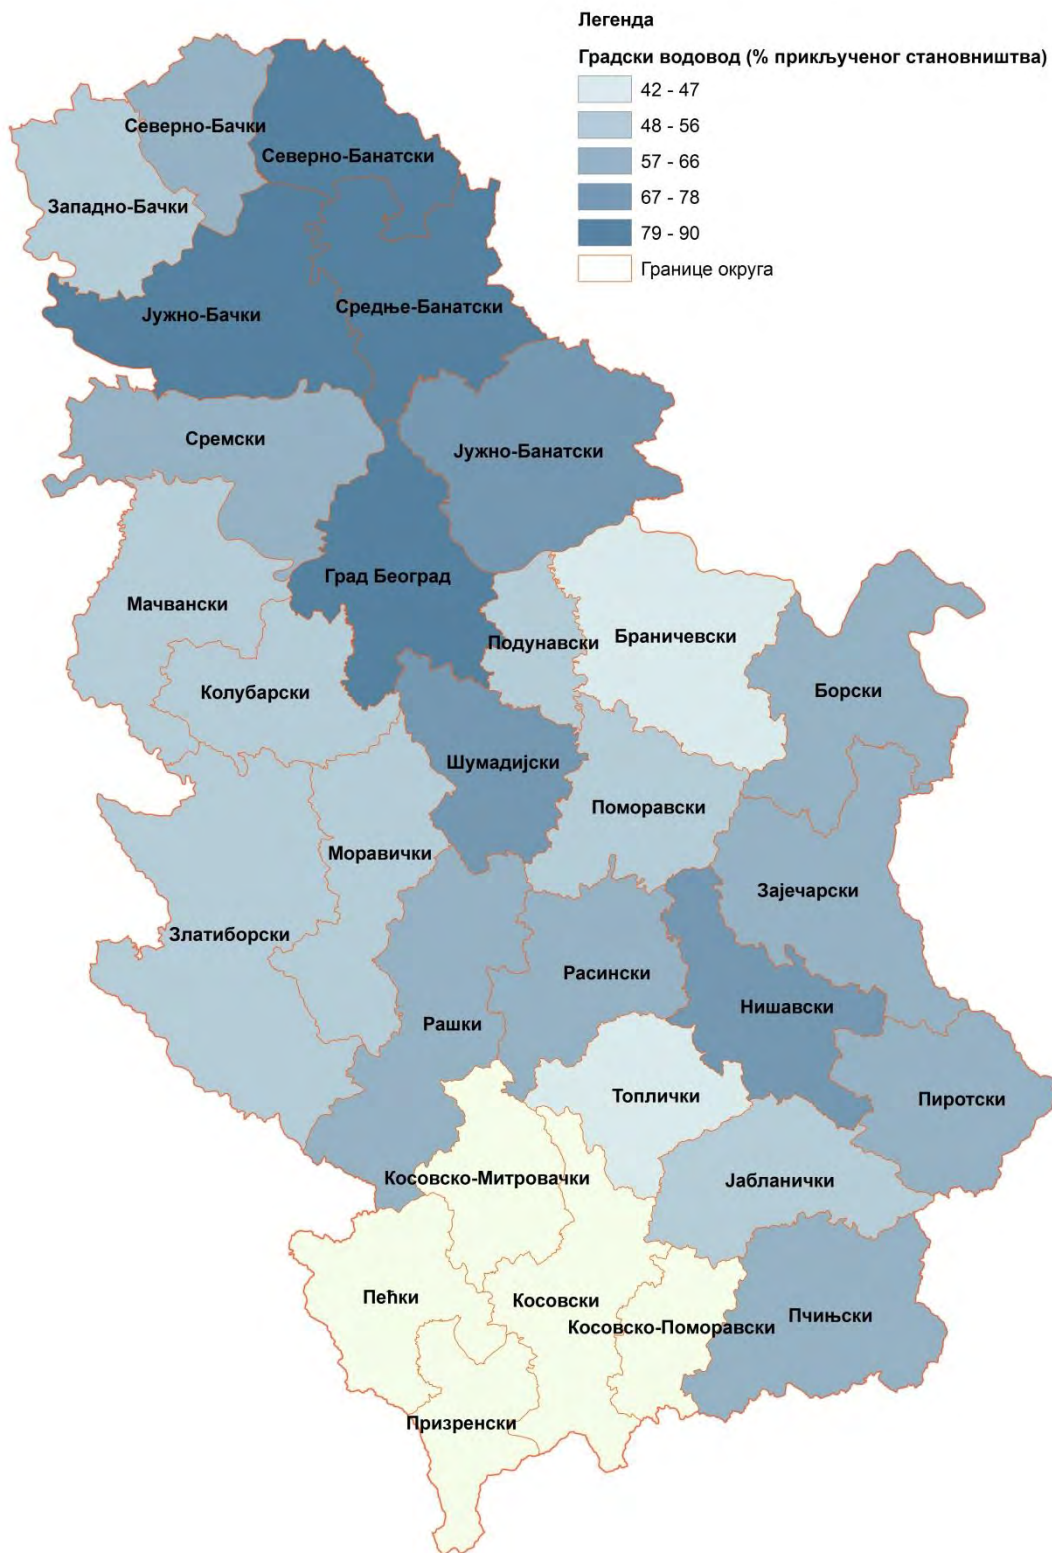 Легенда
Градски водовод (% прикљученог становништва)
42 - 47
48 - 56
57 - 66
67 - 78
79 - 90
Границе округа
Северно-Бачки
Северно-Банатски
Западно-Бачки
Јужно-Бачки
Средње-Банатски
Сремски
Јужно-Банатски
Град Београд
Мачвански
Подунавски
Браничевски
Колубарски
Борски
Шумадијски
Поморавски
Моравички
Зајечарски
Златиборски
Расински
Рашки
Нишавски
Топлички
Пиротски
Косовско-Митровачки
Јабланички
Пећки
Косовски
Косовско-Поморавски
Пчињски
Призренски